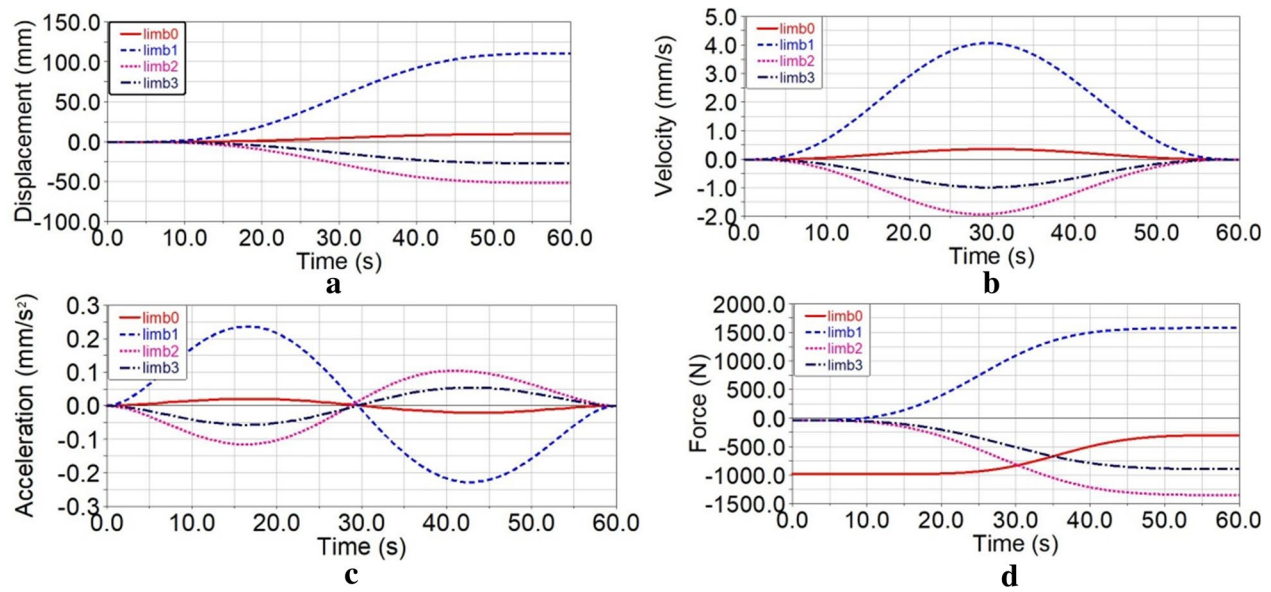 Displacement (mm)
150.0
100.0
50.0
0.0
-50.0
-100.0
limb0
limb1
limb2
limb3
0.0 10.0 20.0 30.0 40.0 50.0 60.0
Time (s)
a
Velocity (mm/s)
5.0
4.0
3.0
2.0
1.0
0.0
-1.0
-2.0
limb0
limb1
limb2
limb3
0.0 10.0 20.0 30.0 40.0 50.0 60.0
Time (s)
b
Acceleration (mm/s²)
0.3
0.2
0.1
0.0
-0.1
-0.2
-0.3
limb0
limb1
limb2
limb3
0.0 10.0 20.0 30.0 40.0 50.0 60.0
Time (s)
c
Force (N)
2000.0
1500.0
1000.0
500.0
0.0
-500.0
-1000.0
-1500.0
limb0
limb1
limb2
limb3
0.0 10.0 20.0 30.0 40.0 50.0 60.0
Time (s)
d